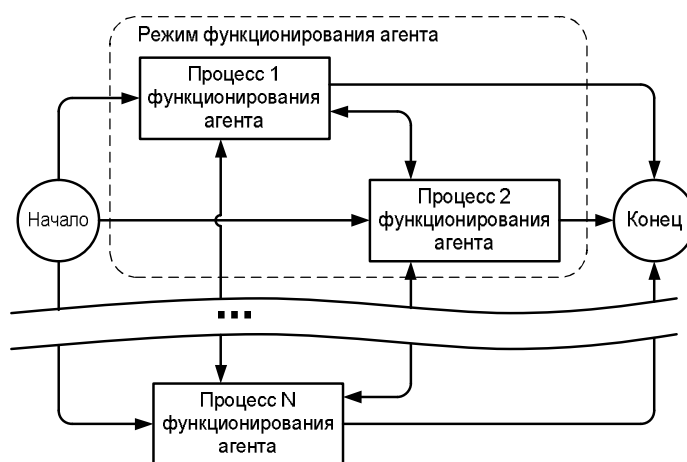 Режим функционирования агента
Процесс 1
функционирования
агента
Процесс 2
функционирования
агента
Начало
Конец
...
Процесс N
функционирования
агента